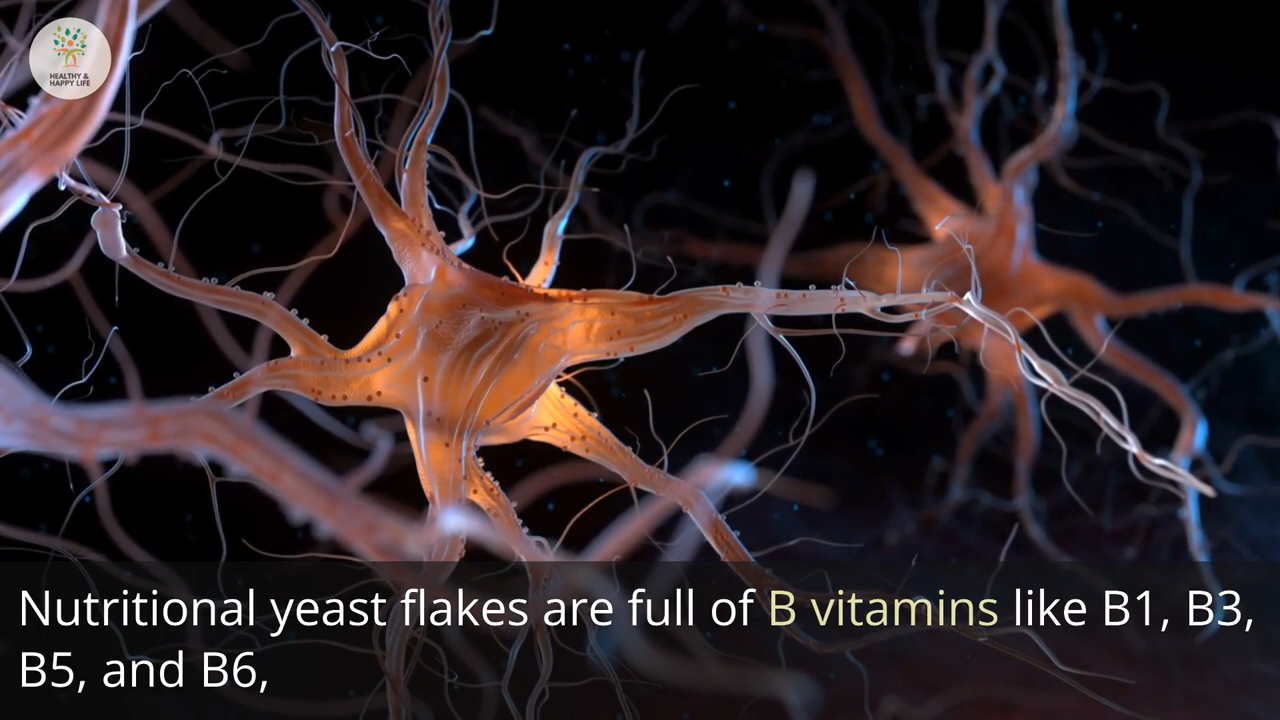 HEALTHY &
HAPPY LIFE
Nutritional yeast flakes are full of B vitamins like B1, B3,
B5, and B6,